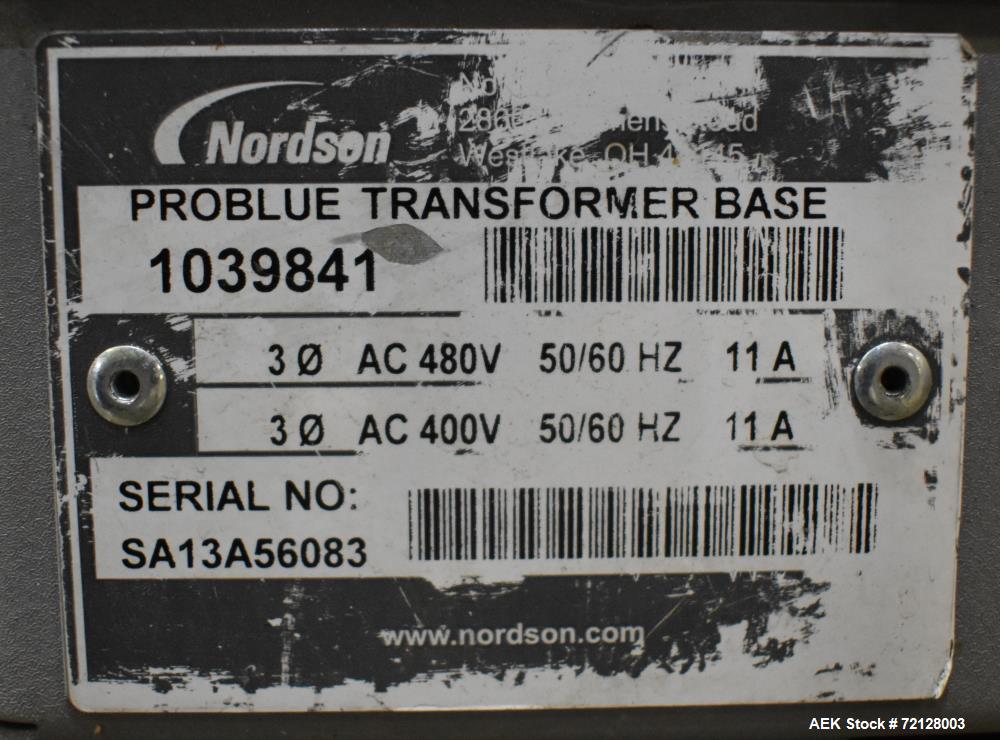 Nordson
PROBLUE TRANSFORMER BASE
1039841
3 Ø AC 480V 50/60 HZ 11 A
3 Ø AC 400V 50/60 HZ 11 A
SERIAL NO:
SA13A56083
www.nordson.com
AEK Stock # 72128003